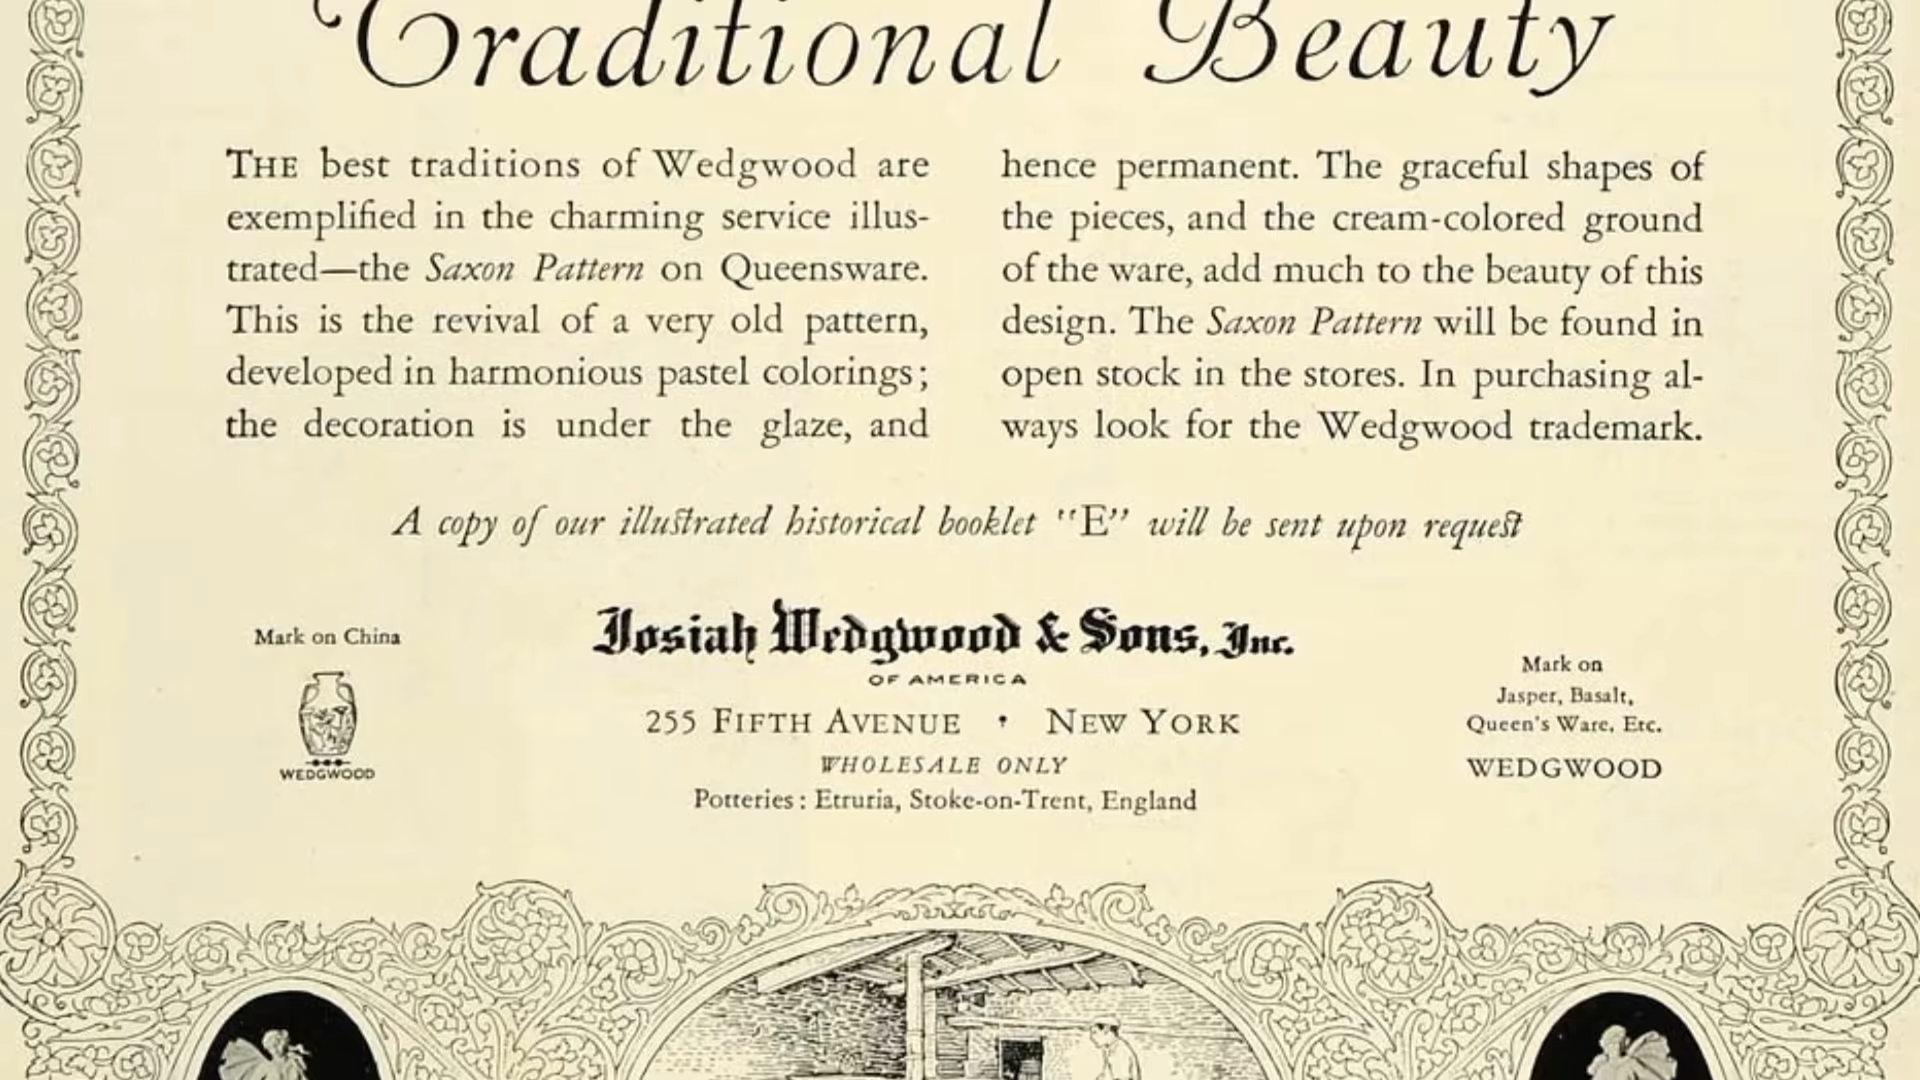 Traditional Beauty
THE best traditions of Wedgwood are
exemplified in the charming service illus-
trated—the Saxon Pattern on Queensware.
This is the revival of a very old pattern,
developed in harmonious pastel colorings;
the decoration is under the glaze, and
hence permanent. The graceful shapes of
the pieces, and the cream-colored ground
of the ware, add much to the beauty of this
design. The Saxon Pattern will be found in
open stock in the stores. In purchasing al-
ways look for the Wedgwood trademark.
A copy of our illustrated historical booklet "E" will be sent upon request
Mark on China
WEDGWOOD
Josiah Wedgwood & Sons, Inc.
OF AMERICA
255 FIFTH AVENUE · NEW YORK
WHOLESALE ONLY
Potteries: Etruria, Stoke-on-Trent, England
Mark on
Jasper, Basalt,
Queen's Ware, Etc.
WEDGWOOD